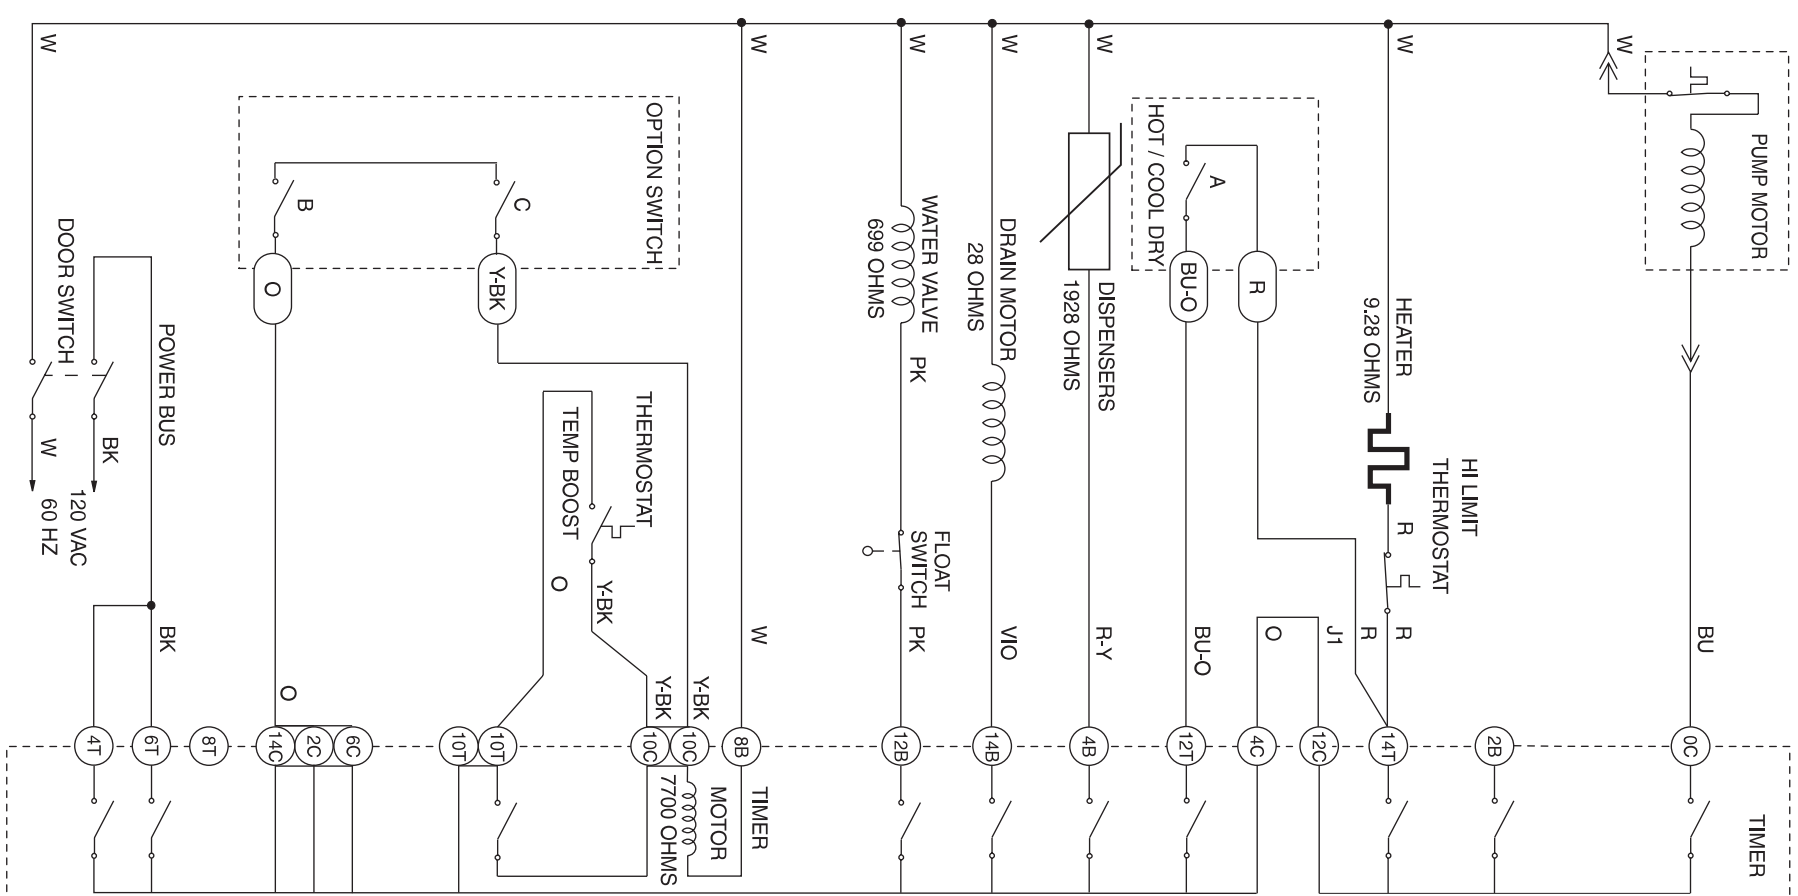 W
W
W
W
W
W
W
PUMP MOTOR
OPTION SWITCH
HOT / COOL DRY
A
B
C
WATER VALVE
699 OHMS
DRAIN MOTOR
28 OHMS
DOOR SWITCH
O
Y-BK
BU-O
R
DISPENSERS
1928 OHMS
HEATER
9.28 OHMS
POWER BUS
PK
THERMOSTAT
TEMP BOOST
HI LIMIT
THERMOSTAT
W
BK
120 VAC
60 HZ
R
FLOAT
SWITCH
O
Y-BK
BK
W
PK
VIO
R-Y
BU-O
O
J1
R
R
BU
O
Y-BK
Y-BK
4T
6T
8T
14C
2C
6C
10T
10T
10C
10C
8B
12B
14B
4B
12T
4C
12C
14T
2B
0C
TIMER
MOTOR
7700 OHMS
TIMER